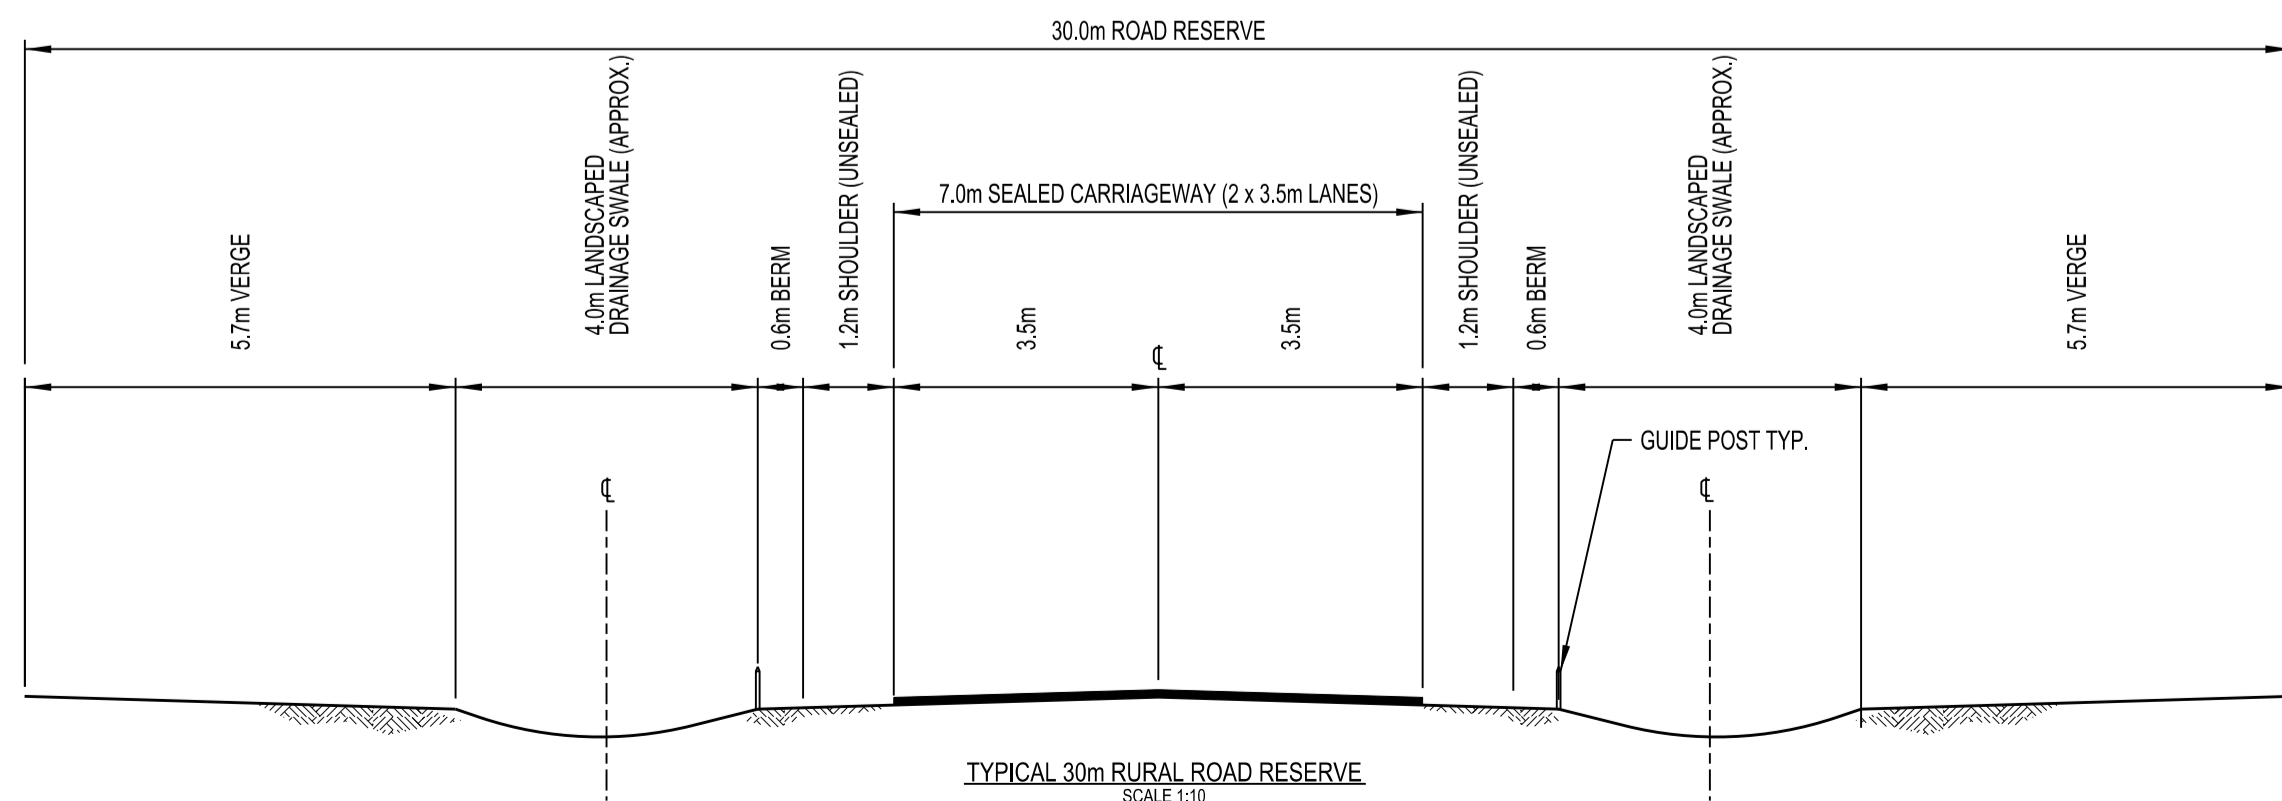 30.0m ROAD RESERVE
5.7m VERGE
4.0m LANDSCAPED
DRAINAGE SWALE (APPROX.)
0.6m BERM
1.2m SHOULDER (UNSEALED)
7.0m SEALED CARRIAGEWAY (2 x 3.5m LANES)
3.5m
℄
3.5m
1.2m SHOULDER (UNSEALED)
0.6m BERM
4.0m LANDSCAPED
DRAINAGE SWALE (APPROX.)
5.7m VERGE
GUIDE POST TYP.
℄
℄
TYPICAL 30m RURAL ROAD RESERVE
SCALE 1:10